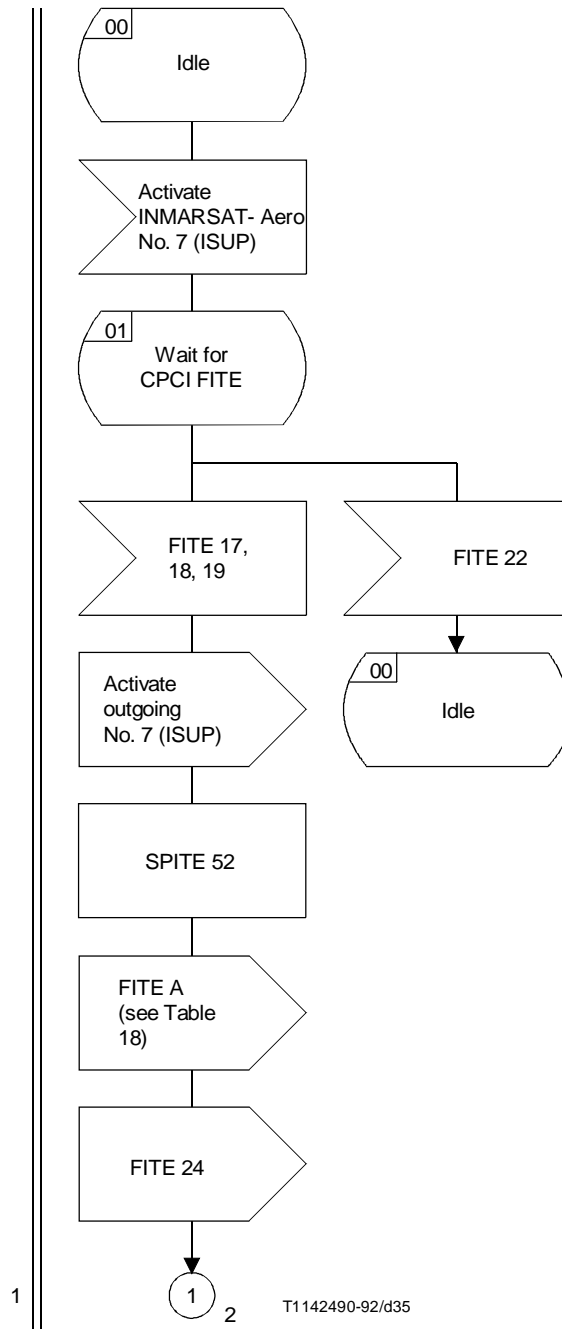 00
Idle
Activate
INMARSAT- Aero
No. 7 (ISUP)
01
Wait for
CPCI FITE
FITE 17,
18, 19
FITE 22
Activate
outgoing
No. 7 (ISUP)
00
Idle
SPITE 52
FITE A
(see Table
18)
FITE 24
1
1
2
T1142490-92/d35